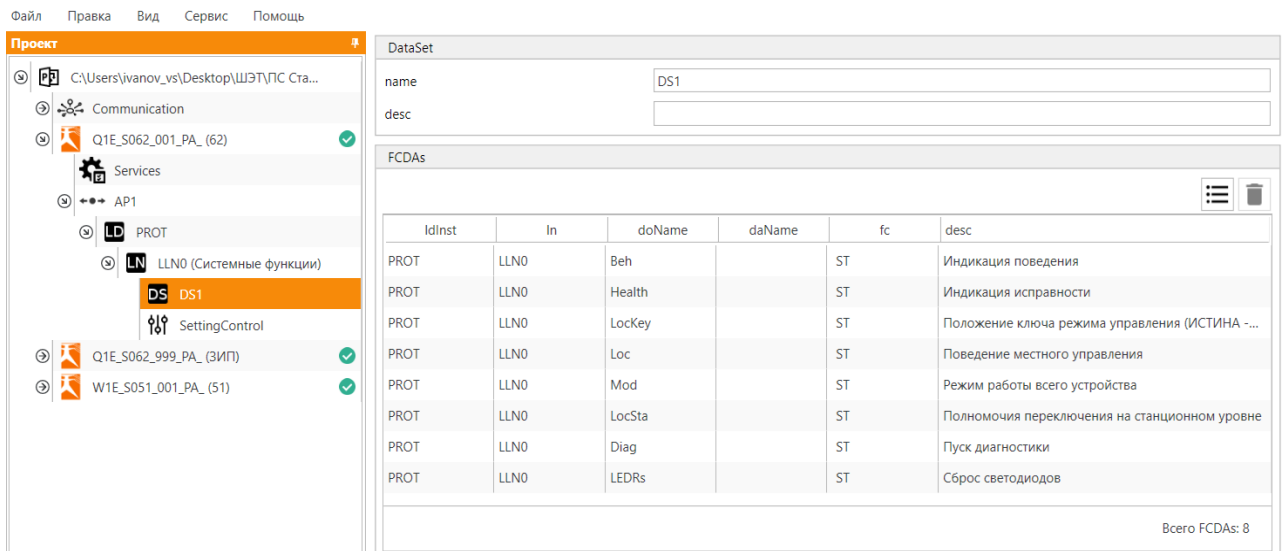 Файл Правка Вид Сервис Помощь
Проект
C:\Users\ivanov_vs\Desktop\ШЭТ\ПС Ста...
Communication
Q1E_S062_001_PA_ (62)
Services
AP1
LD PROT
LN LLN0 (Системные функции)
DS DS1
SettingControl
Q1E_S062_999_PA_ (ЗИП)
W1E_S051_001_PA_ (51)
DataSet
name DS1
desc
FCDAs
ldInst ln doName daName fc desc
PROT LLN0 Beh ST Индикация поведения
PROT LLN0 Health ST Индикация исправности
PROT LLN0 LocKey ST Положение ключа режима управления (ИСТИНА -...
PROT LLN0 Loc ST Поведение местного управления
PROT LLN0 Mod ST Режим работы всего устройства
PROT LLN0 LocSta ST Полномочия переключения на станционном уровне
PROT LLN0 Diag ST Пуск диагностики
PROT LLN0 LEDRs ST Сброс светодиодов
Всего FCDAs: 8